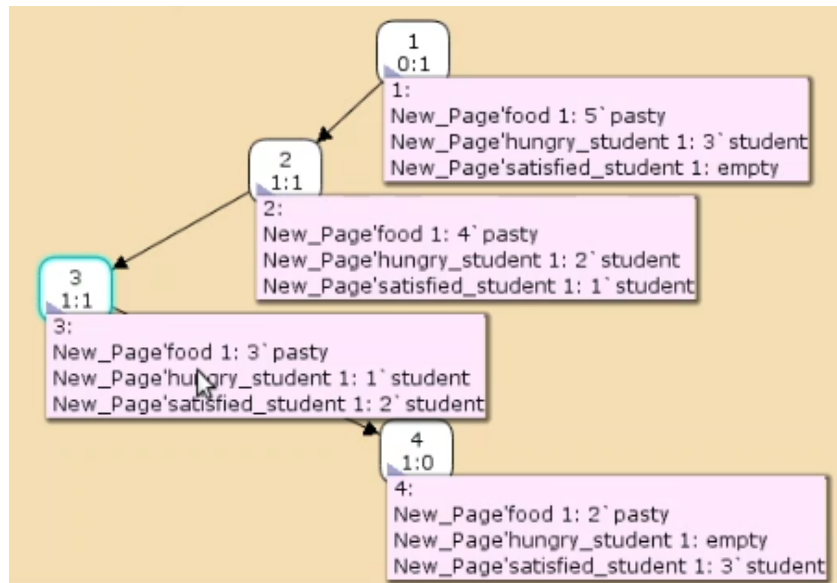 1
0:1
1:
New_Page'food 1: 5`pasty
New_Page'hungry_student 1: 3`student
New_Page'satisfied_student 1: empty
2
1:1
2:
New_Page'food 1: 4`pasty
New_Page'hungry_student 1: 2`student
New_Page'satisfied_student 1: 1`student
3
1:1
3:
New_Page'food 1: 3`pasty
New_Page'hungry_student 1: 1`student
New_Page'satisfied_student 1: 2`student
4
1:0
4:
New_Page'food 1: 2`pasty
New_Page'hungry_student 1: empty
New_Page'satisfied_student 1: 3`student